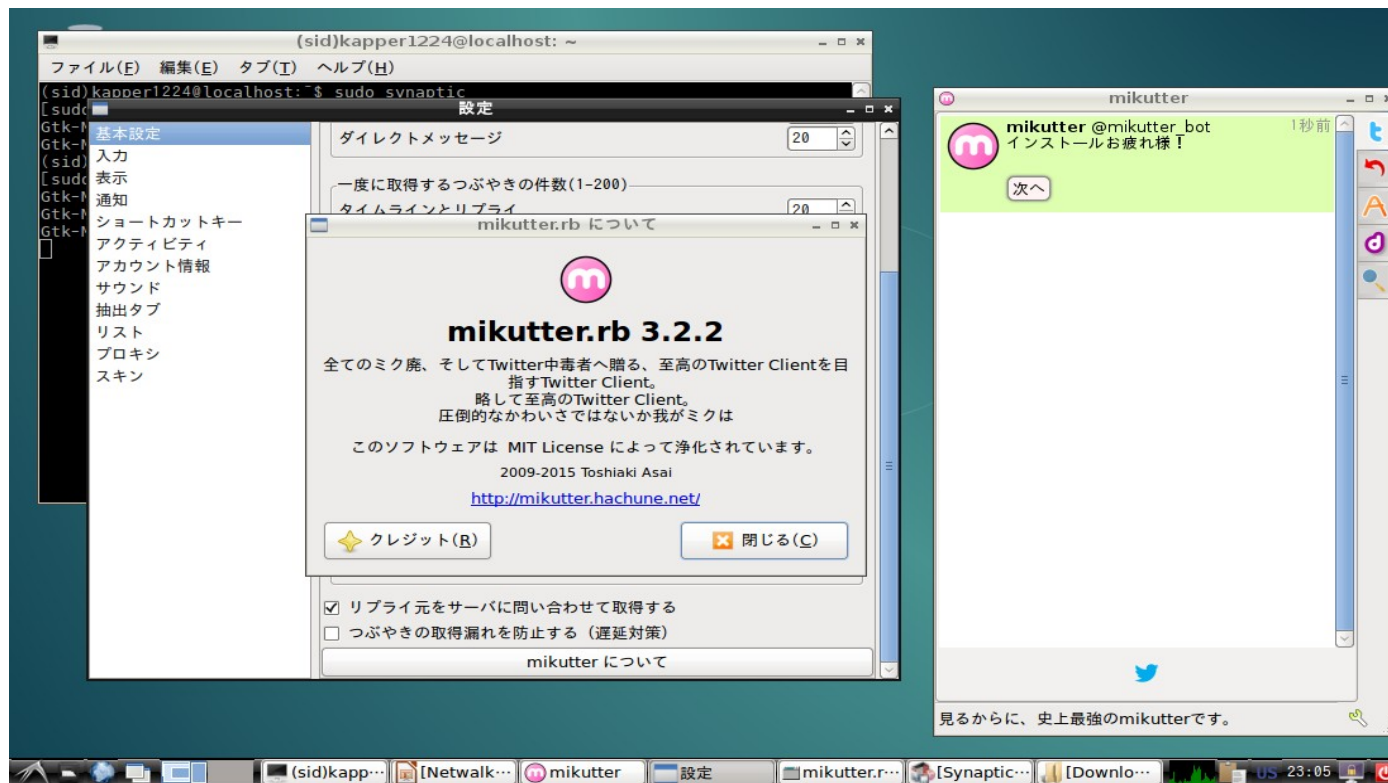 (sid)kapper1224@localhost: ~
ファイル(F) 編集(E) タブ(T) ヘルプ(H)
(sid)kapper1224@localhost:~$ sudo synaptic
[sudo
Gtk-M
Gtk-M
(sid)
[sudo
Gtk-M
Gtk-M
Gtk-M
設定
基本設定
入力
表示
通知
ショートカットキー
アクティビティ
アカウント情報
サウンド
抽出タブ
リスト
プロキシ
スキン
ダイレクトメッセージ 20
一度に取得するつぶやきの件数(1-200)
タイムラインとリプライ 20
mikutter.rb について
mikutter.rb 3.2.2
全てのミク廃、そしてTwitter中毒者へ贈る、至高のTwitter Clientを目
指すTwitter Client。
略して至高のTwitter Client。
圧倒的なかわいさではないか我がミクは
このソフトウェアは MIT License によって浄化されています。
2009-2015 Toshiaki Asai
http://mikutter.hachune.net/
クレジット(R) 閉じる(C)
リプライ元をサーバに問い合わせて取得する
つぶやきの取得漏れを防止する（遅延対策）
mikutter について
mikutter
mikutter @mikutter_bot 1秒前
インストールお疲れ様！
次へ
見るからに、史上最強のmikutterです。
(sid)kapp… [Netwalk… mikutter 設定 mikutter.r… [Synaptic… [Downlo… US 23:05